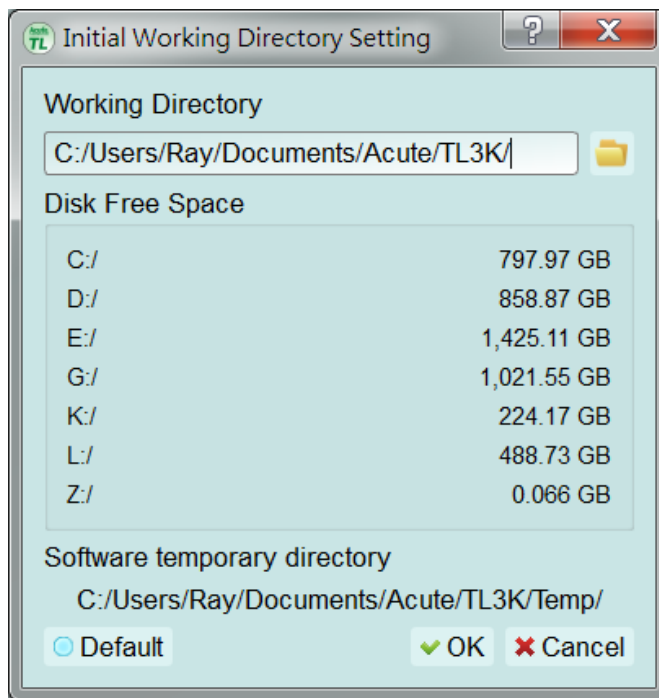 Acute
TL
Initial Working Directory Setting
?
X
Working Directory
C:/Users/Ray/Documents/Acute/TL3K/
Disk Free Space
C:/ 797.97 GB
D:/ 858.87 GB
E:/ 1,425.11 GB
G:/ 1,021.55 GB
K:/ 224.17 GB
L:/ 488.73 GB
Z:/ 0.066 GB
Software temporary directory
C:/Users/Ray/Documents/Acute/TL3K/Temp/
Default OK Cancel